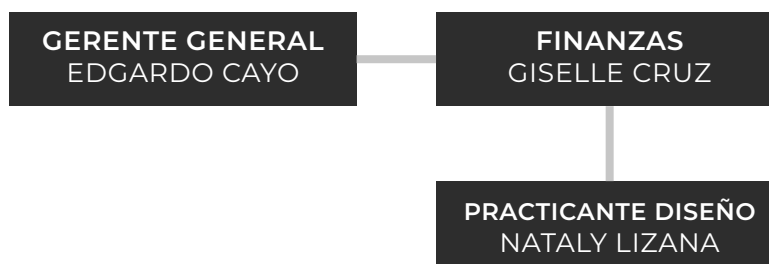 GERENTE GENERAL
EDGARDO CAYO
FINANZAS
GISELLE CRUZ
PRACTICANTE DISEÑO
NATALY LIZANA